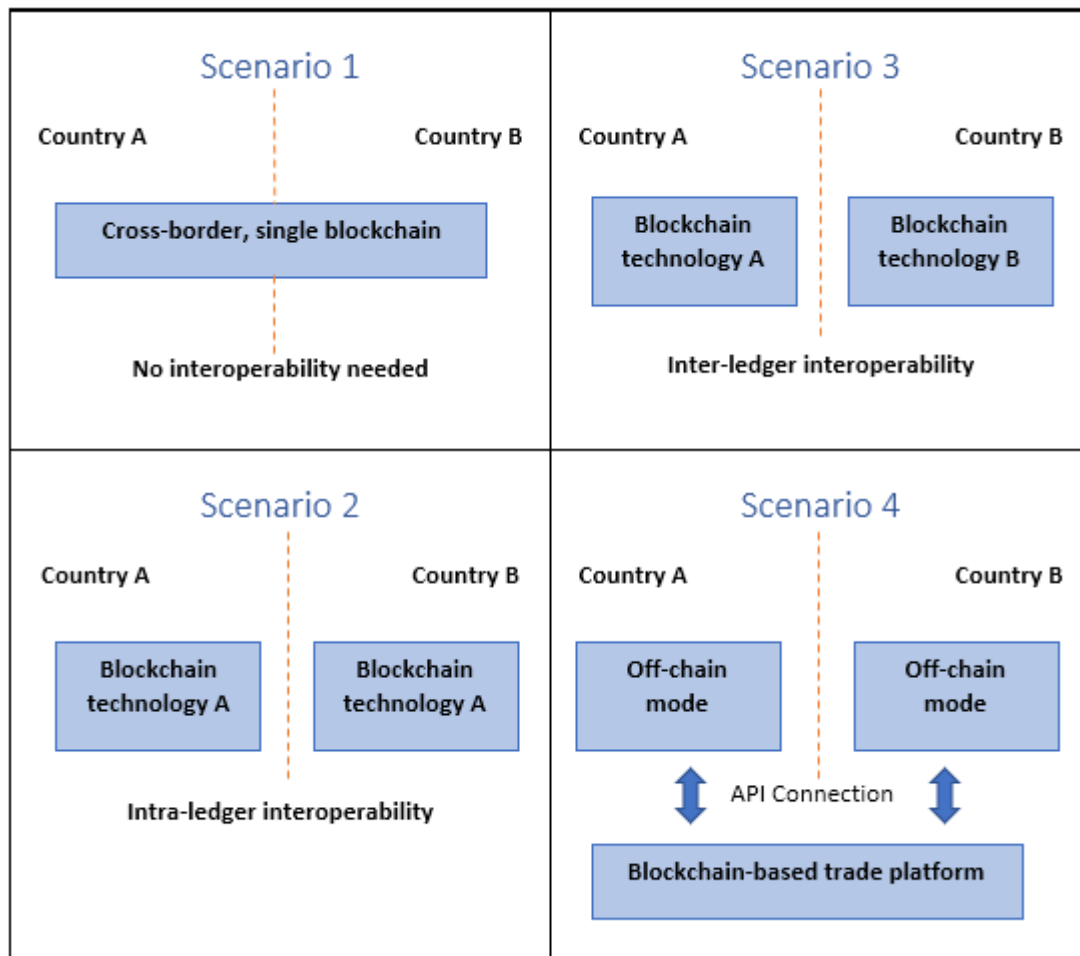 Scenario 1
Country A
Country B
Cross-border, single blockchain
No interoperability needed
Scenario 3
Country A
Country B
Blockchain
technology A
Blockchain
technology B
Inter-ledger interoperability
Scenario 2
Country A
Country B
Blockchain
technology A
Blockchain
technology A
Intra-ledger interoperability
Scenario 4
Country A
Country B
Off-chain
mode
Off-chain
mode
API Connection
Blockchain-based trade platform